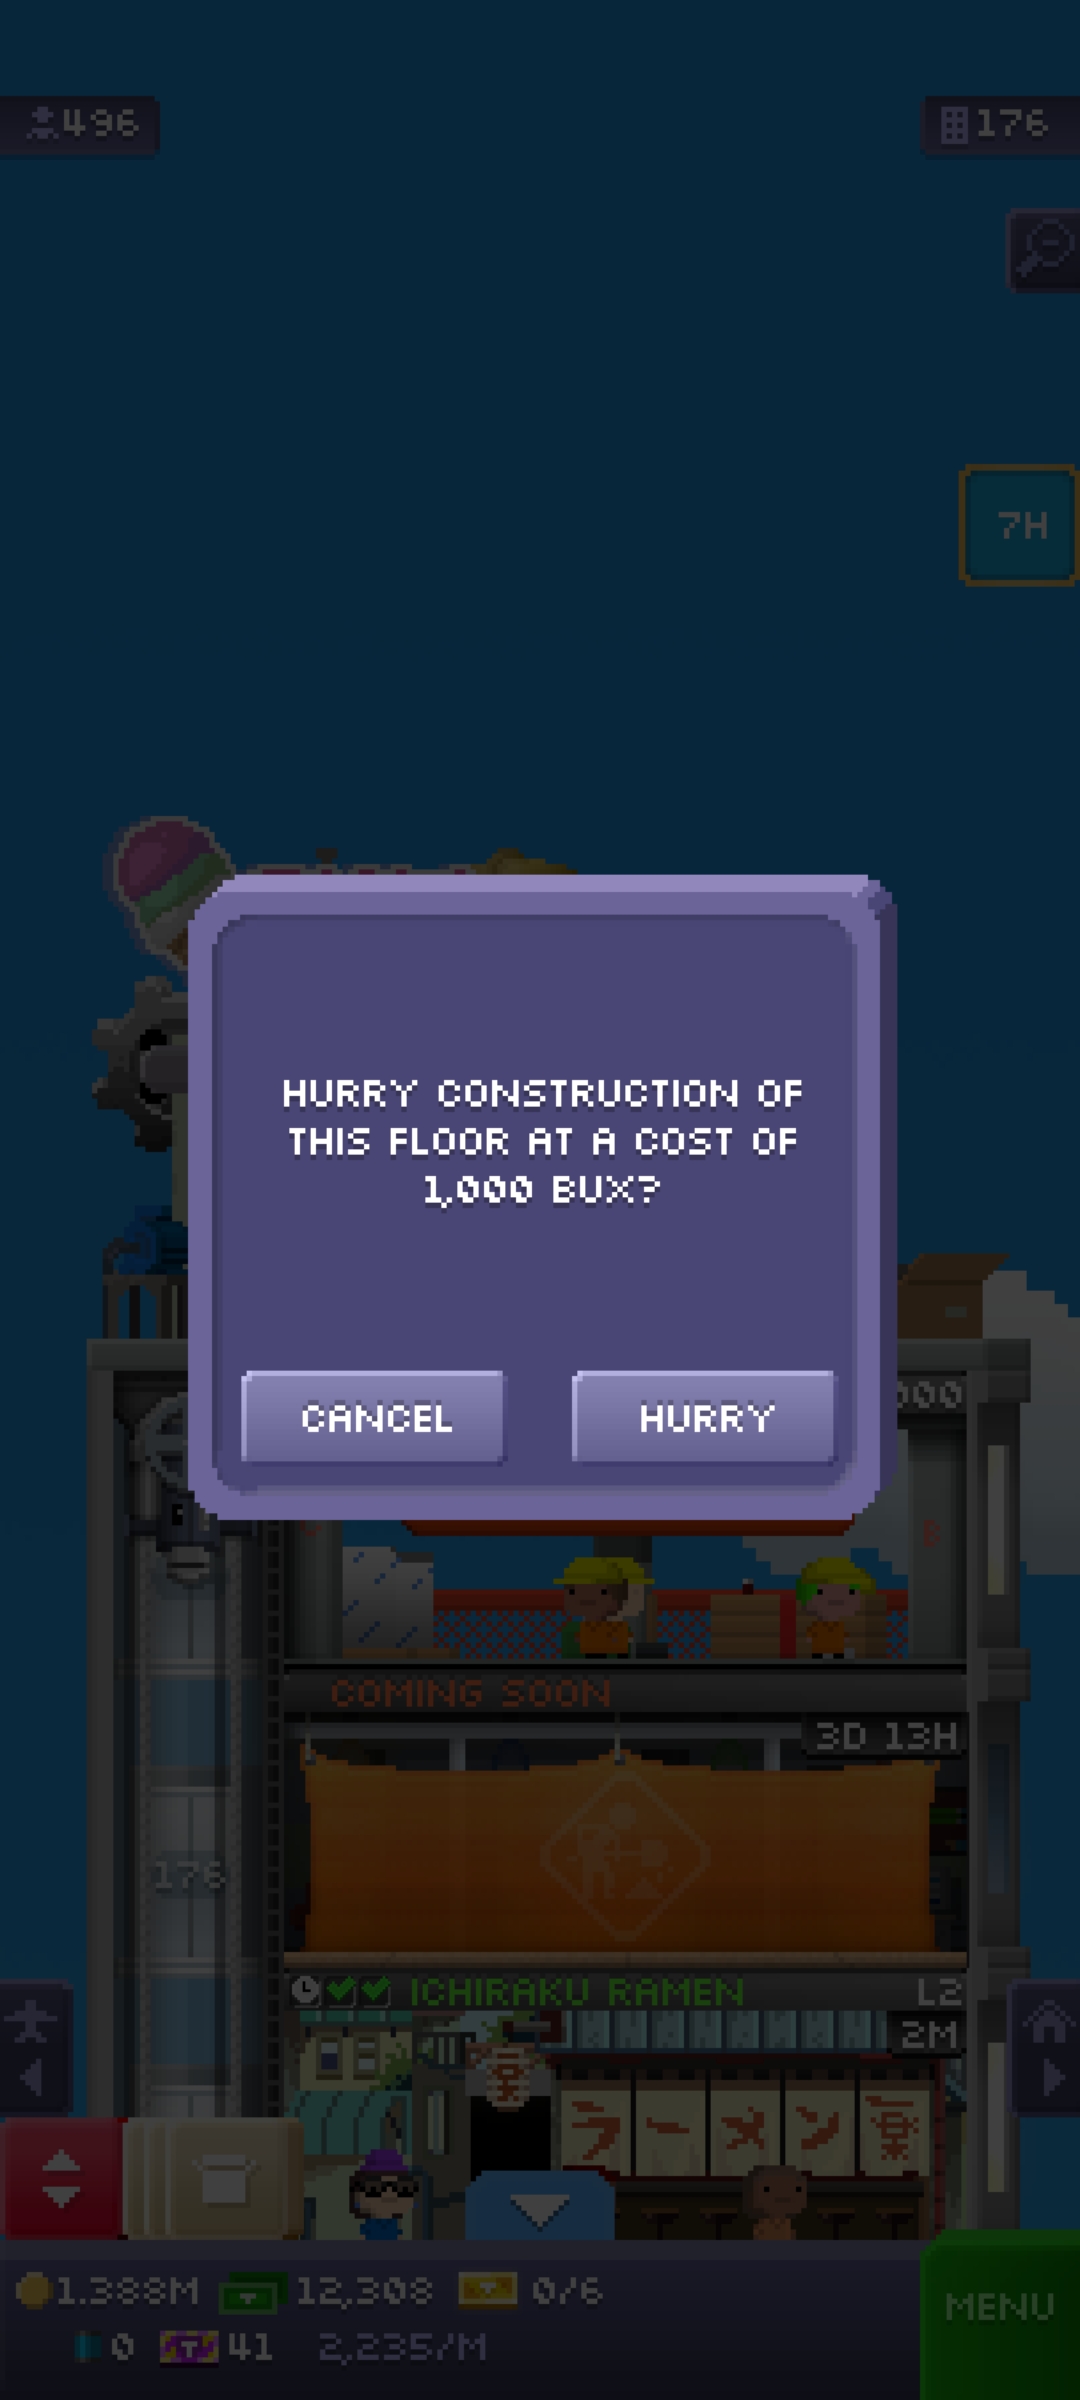 496
176
7H
HURRY CONSTRUCTION OF
THIS FLOOR AT A COST OF
1,000 BUX?
CANCEL
HURRY
000
B
COMING SOON
3D 13H
176
ICHIRAKU RAMEN
L2
2M
ラーメン
1.388M
12,308
0/6
MENU
0
T
41
2,235/M